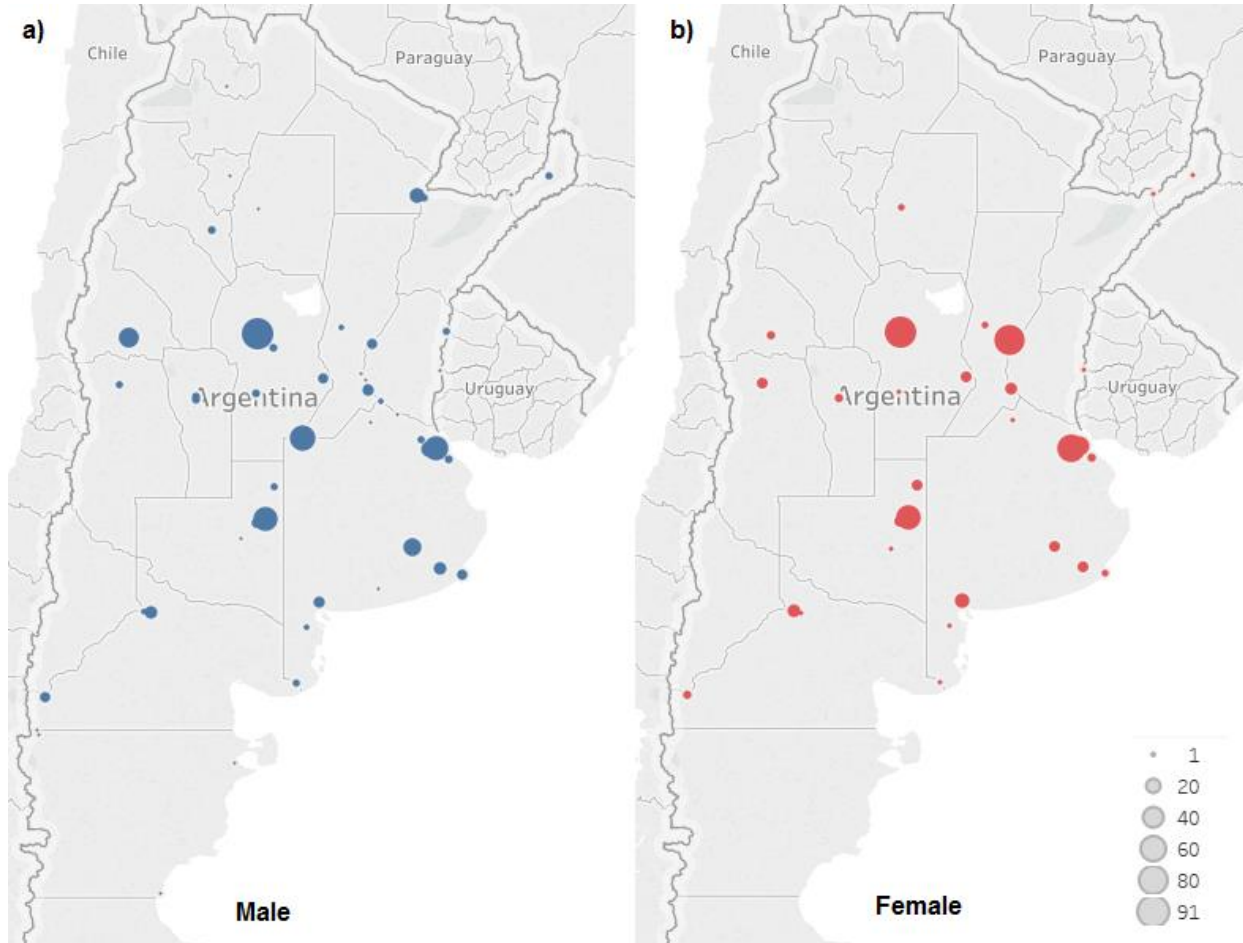 a)
Chile
Paraguay
Argentina
Uruguay
Male
b)
Chile
Paraguay
Argentina
Uruguay
Female
1
20
40
60
80
91